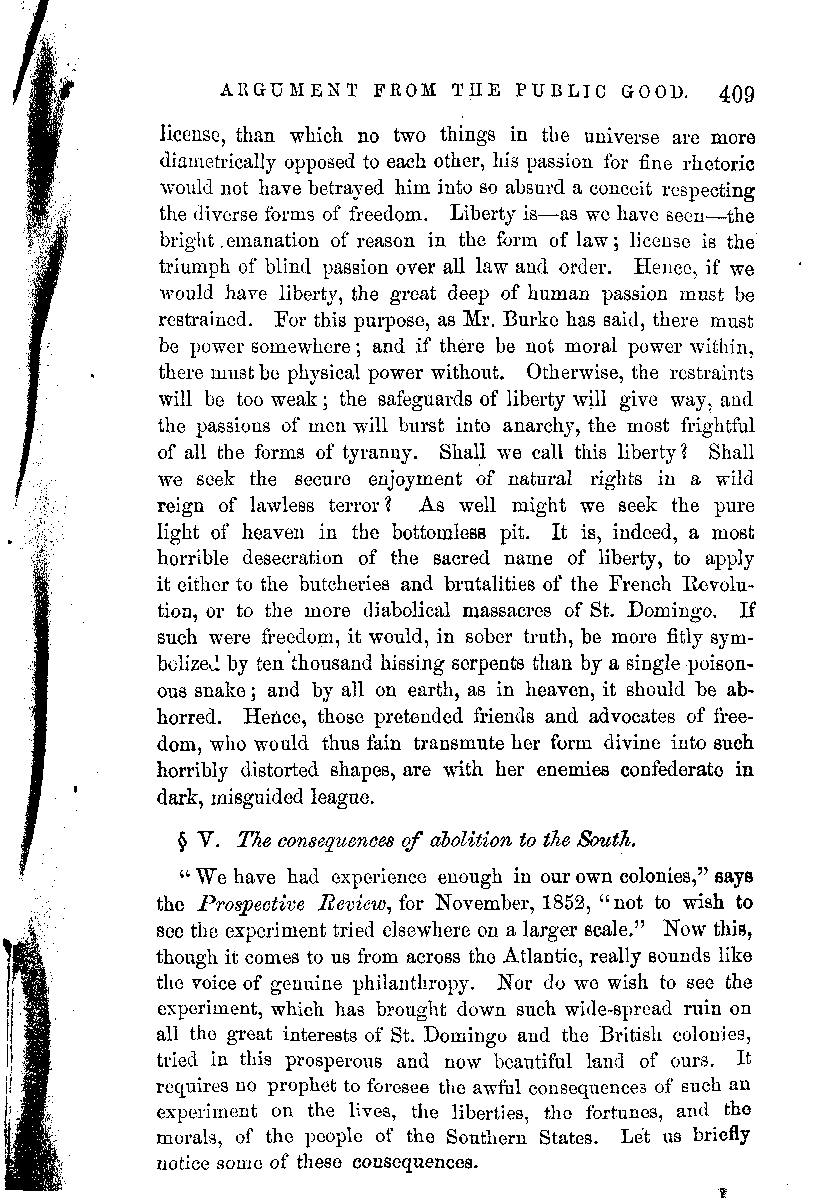 ARGUMENT FROM THE PUBLIC GOOD. 409
license, than which no two things in the universe are more
diametrically opposed to each other, his passion for fine rhetoric
would not have betrayed him into so absurd a conceit respecting
the diverse forms of freedom. Liberty is—as we have seen—the
bright emanation of reason in the form of law; license is the
triumph of blind passion over all law and order. Hence, if we
would have liberty, the great deep of human passion must be
restrained. For this purpose, as Mr. Burke has said, there must
be power somewhere; and if there be not moral power within,
there must be physical power without. Otherwise, the restraints
will be too weak; the safeguards of liberty will give way, and
the passions of men will burst into anarchy, the most frightful
of all the forms of tyranny. Shall we call this liberty? Shall
we seek the secure enjoyment of natural rights in a wild
reign of lawless terror? As well might we seek the pure
light of heaven in the bottomless pit. It is, indeed, a most
horrible desecration of the sacred name of liberty, to apply
it either to the butcheries and brutalities of the French Revolu-
tion, or to the more diabolical massacres of St. Domingo. If
such were freedom, it would, in sober truth, be more fitly sym-
bolized by ten thousand hissing serpents than by a single poison-
ous snake; and by all on earth, as in heaven, it should be ab-
horred. Hence, those pretended friends and advocates of free-
dom, who would thus fain transmute her form divine into such
horribly distorted shapes, are with her enemies confederate in
dark, misguided league.
§ V. The consequences of abolition to the South.
"We have had experience enough in our own colonies," says
the Prospective Review, for November, 1852, "not to wish to
see the experiment tried elsewhere on a larger scale." Now this,
though it comes to us from across the Atlantic, really sounds like
the voice of genuine philanthropy. Nor do we wish to see the
experiment, which has brought down such wide-spread ruin on
all the great interests of St. Domingo and the British colonies,
tried in this prosperous and now beautiful land of ours. It
requires no prophet to foresee the awful consequences of such an
experiment on the lives, the liberties, the fortunes, and the
morals, of the people of the Southern States. Let us briefly
notice some of these consequences.